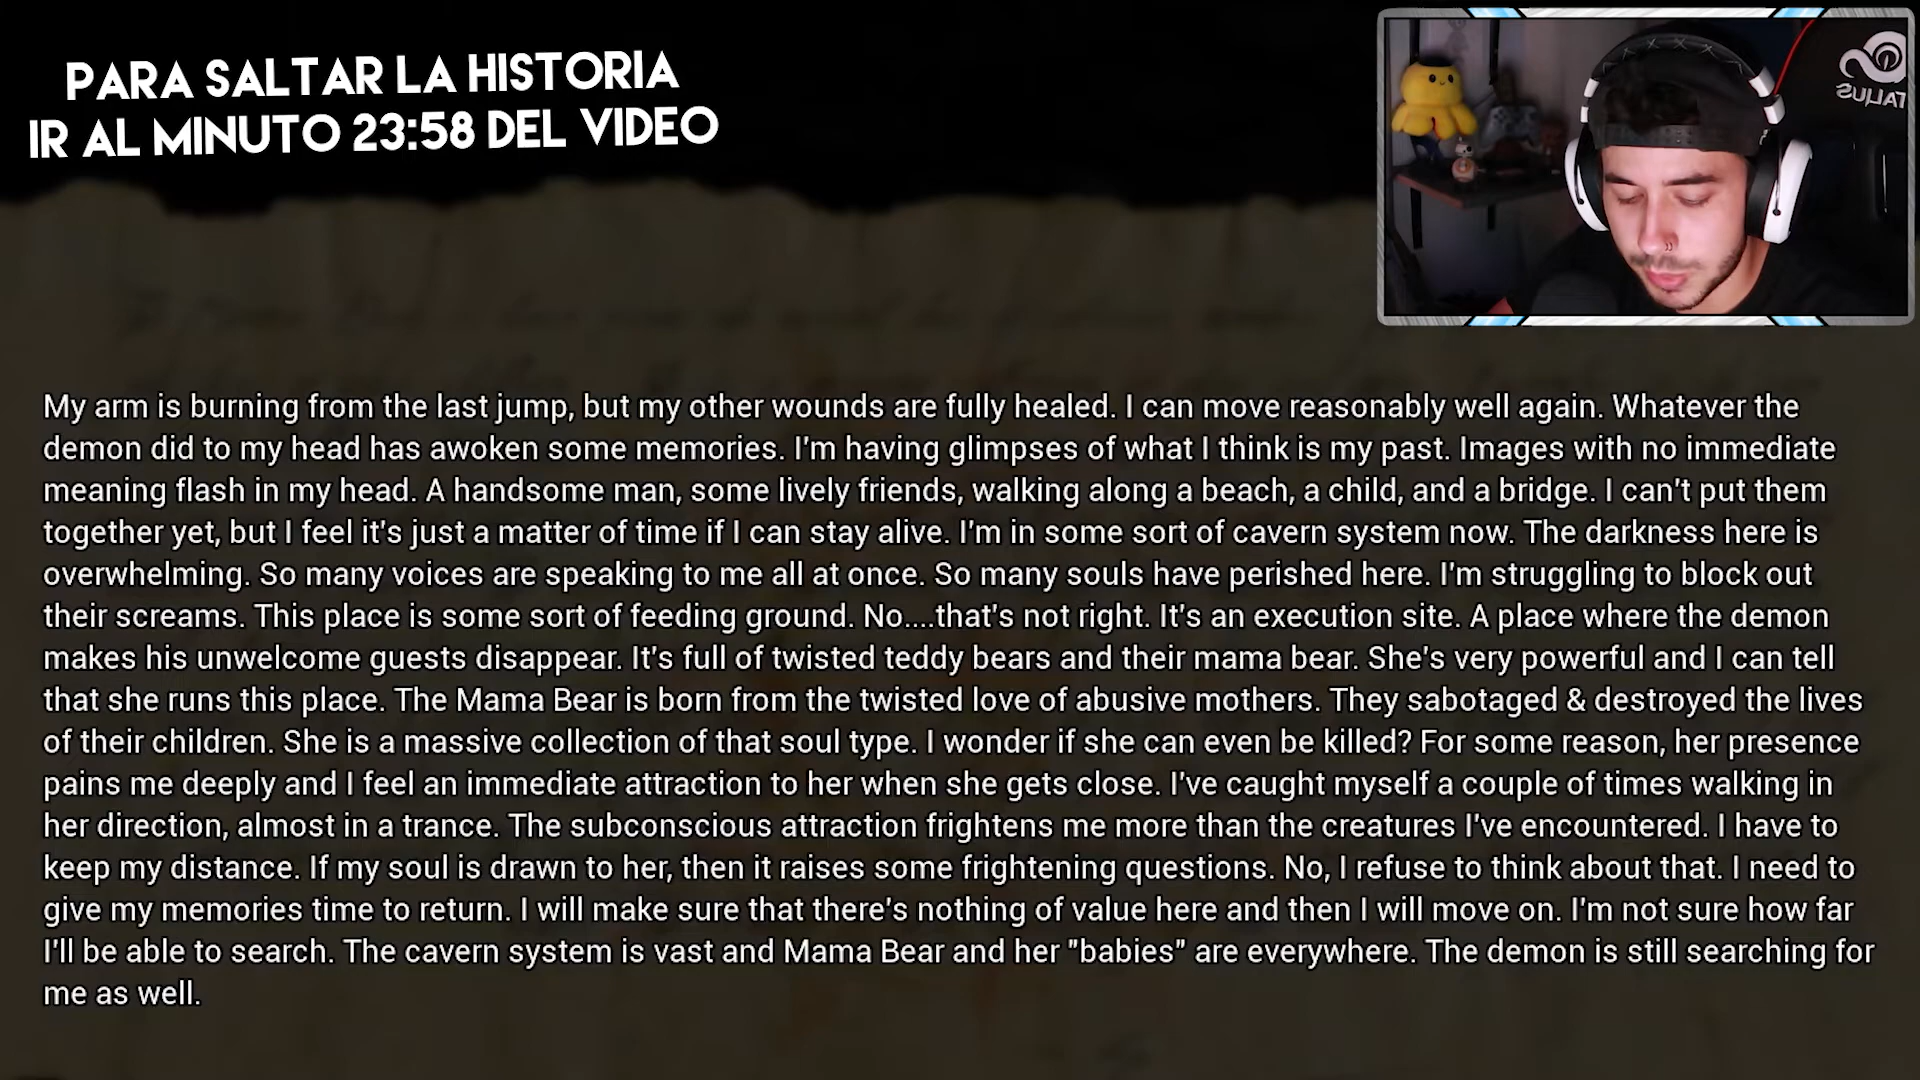 PARA SALTAR LA HISTORIA
IR AL MINUTO 23:58 DEL VIDEO
TALIUS
My arm is burning from the last jump, but my other wounds are fully healed. I can move reasonably well again. Whatever the
demon did to my head has awoken some memories. I'm having glimpses of what I think is my past. Images with no immediate
meaning flash in my head. A handsome man, some lively friends, walking along a beach, a child, and a bridge. I can't put them
together yet, but I feel it's just a matter of time if I can stay alive. I'm in some sort of cavern system now. The darkness here is
overwhelming. So many voices are speaking to me all at once. So many souls have perished here. I'm struggling to block out
their screams. This place is some sort of feeding ground. No....that's not right. It's an execution site. A place where the demon
makes his unwelcome guests disappear. It's full of twisted teddy bears and their mama bear. She's very powerful and I can tell
that she runs this place. The Mama Bear is born from the twisted love of abusive mothers. They sabotaged & destroyed the lives
of their children. She is a massive collection of that soul type. I wonder if she can even be killed? For some reason, her presence
pains me deeply and I feel an immediate attraction to her when she gets close. I've caught myself a couple of times walking in
her direction, almost in a trance. The subconscious attraction frightens me more than the creatures I've encountered. I have to
keep my distance. If my soul is drawn to her, then it raises some frightening questions. No, I refuse to think about that. I need to
give my memories time to return. I will make sure that there's nothing of value here and then I will move on. I'm not sure how far
I'll be able to search. The cavern system is vast and Mama Bear and her "babies" are everywhere. The demon is still searching for
me as well.